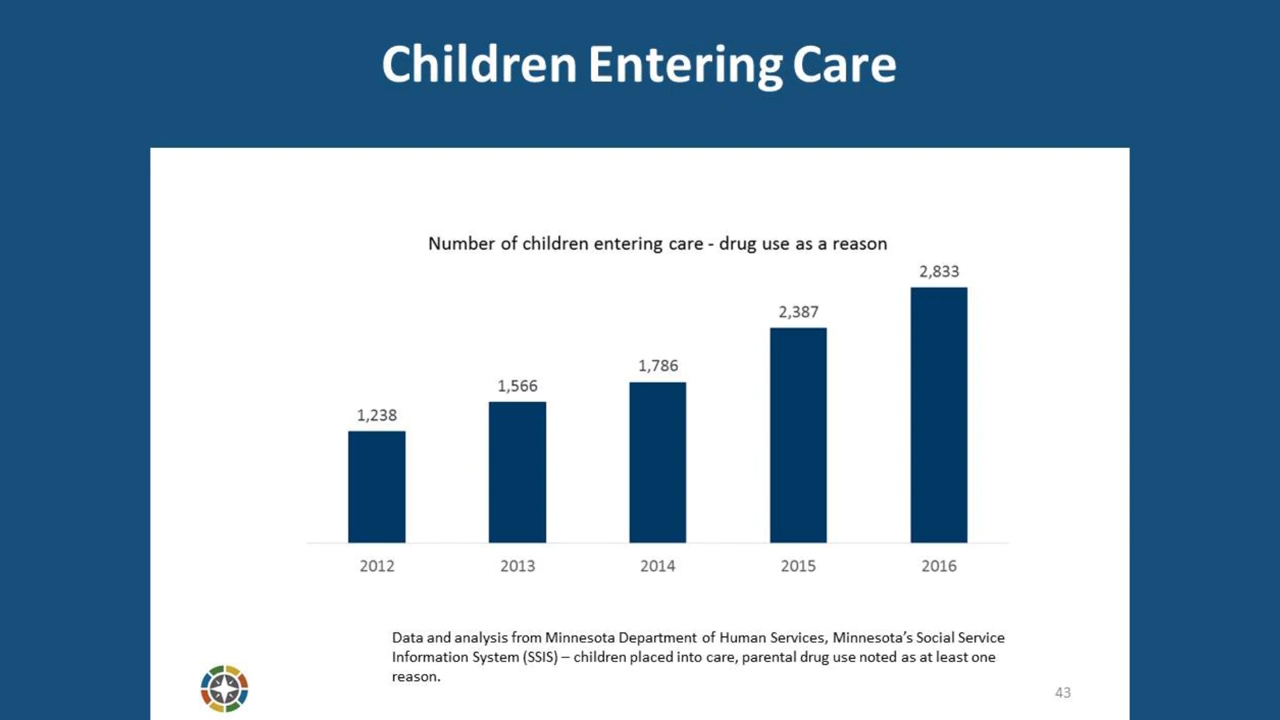 Children Entering Care
Number of children entering care - drug use as a reason
2,833
2,387
1,786
1,566
1,238
2012 2013 2014 2015 2016
Data and analysis from Minnesota Department of Human Services, Minnesota’s Social Service
Information System (SSIS) – children placed into care, parental drug use noted as at least one
reason.
43